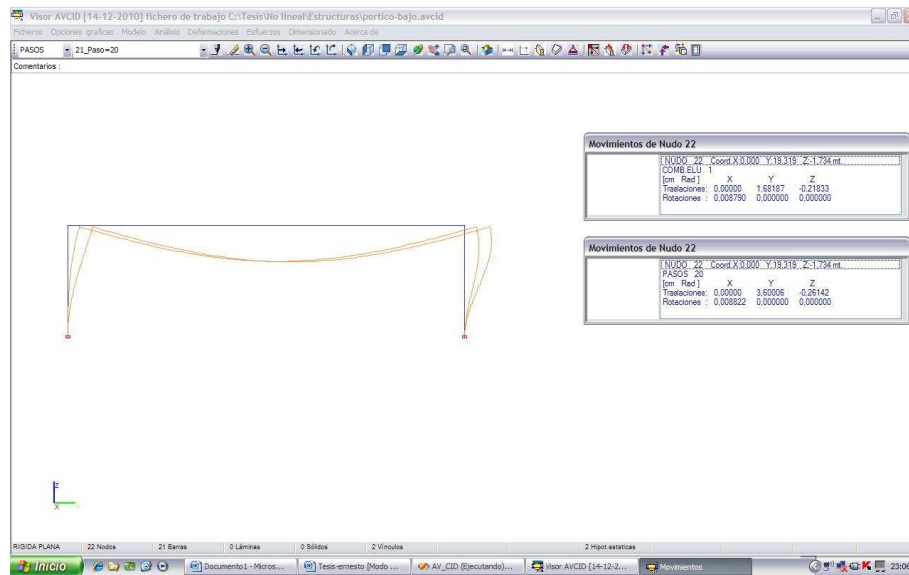 Visor AVCID [14-12-2010] fichero de trabajo C:\Tesis\No lineal\Estructuras\portico-bajo.avcid
Ficheros Opciones graficas Modelo Análisis Deformaciones Esfuerzos Dimensionado Acerca de
PASOS 21_Paso=20
Comentarios :
Movimientos de Nudo 22
NUDO 22 Coord.X:0,000 Y:19,319 Z:-1,734 mt.
COMB.ELU 1
[cm Rad ] X Y Z
Traslaciones: 0,00000 1,68187 -0,21833
Rotaciones : 0,008790 0,000000 0,000000
Movimientos de Nudo 22
NUDO 22 Coord.X:0,000 Y:19,319 Z:-1,734 mt.
PASOS 20
[cm Rad ] X Y Z
Traslaciones: 0,00000 3,60006 -0,26142
Rotaciones : 0,008822 0,000000 0,000000
z
x
RIGIDA PLANA 22 Nodos 21 Barras 0 Láminas 0 Sólidos 2 Vínculos 2 Hipot.estaticas
Inicio Documento1 - Micros... Tesis-ernesto [Modo ... AV_CID (Ejecutando)... Visor AVCID [14-12-2... Movimientos 23:06